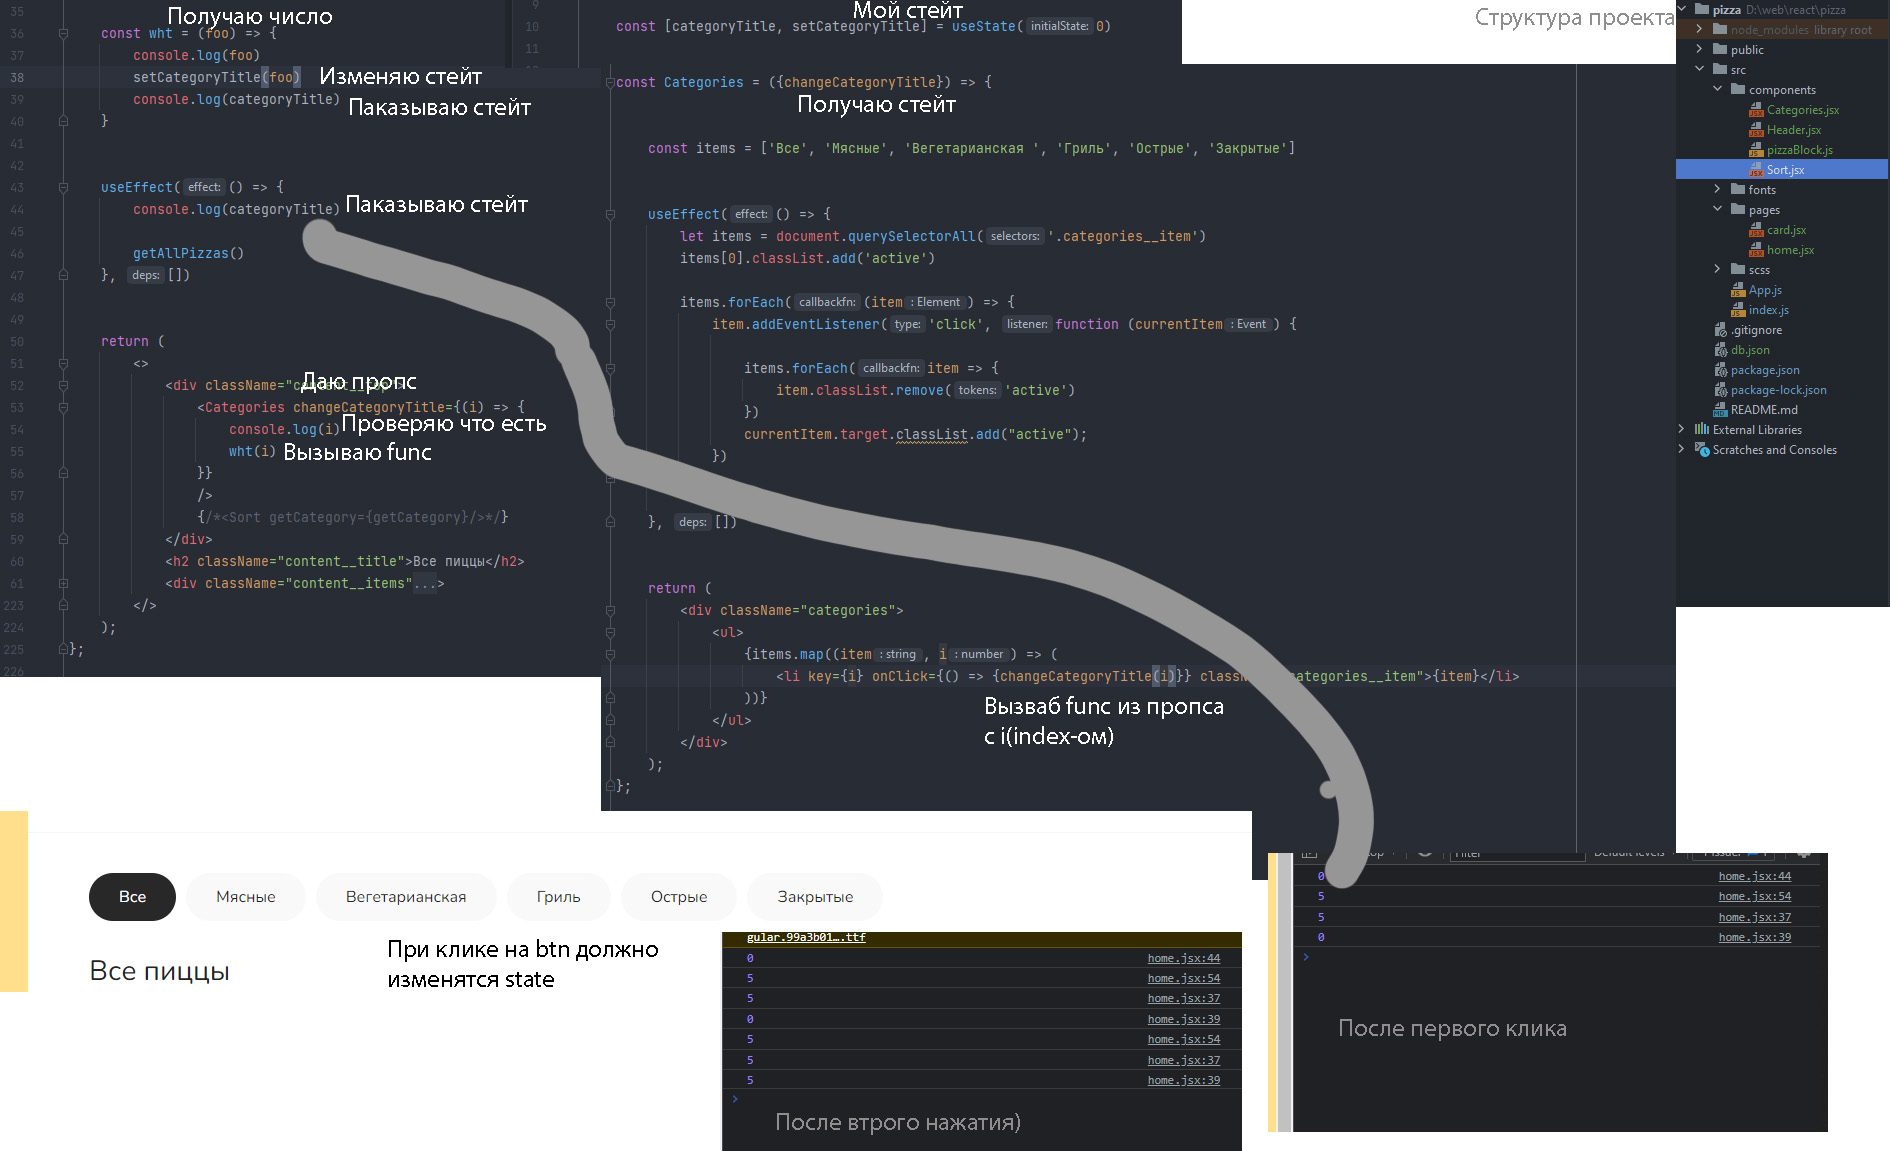 35
36
37
38
39
40
41
42
43
44
45
46
47
48
49
50
51
52
53
54
55
56
57
58
59
60
61
223
224
225
226
Получаю число
const wht = (foo) => {
console.log(foo)
setCategoryTitle(foo)
Изменяю стейт
console.log(categoryTitle)
Паказываю стейт
}
useEffect( effect: () => {
console.log(categoryTitle)
Паказываю стейт
getAllPizzas()
}, deps: [])
return (
<>
<div className="content__top">
Даю пропс
<Categories changeCategoryTitle={(i) => {
console.log(i)
Проверяю что есть
wht(i)
Вызываю func
}}
/>
{/*<Sort getCategory={getCategory}/>*/}
</div>
<h2 className="content__title">Все пиццы</h2>
<div className="content__items"...>
</>
);
};
9
10
11
Мой стейт
const [categoryTitle, setCategoryTitle] = useState( initialState: 0)
const Categories = ({changeCategoryTitle}) => {
Получаю стейт
const items = ['Все', 'Мясные', 'Вегетарианская ', 'Гриль', 'Острые', 'Закрытые']
useEffect( effect: () => {
let items = document.querySelectorAll( selectors: '.categories__item')
items[0].classList.add('active')
items.forEach( callbackfn: (item : Element ) => {
item.addEventListener( type: 'click', listener: function (currentItem : Event ) {
items.forEach( callbackfn: item => {
item.classList.remove( tokens: 'active')
})
currentItem.target.classList.add("active");
})
}, deps: [])
return (
<div className="categories">
<ul>
{items.map((item : string , i : number ) => (
<li key={i} onClick={() => {changeCategoryTitle(i)}} classN ategories__item">{item}</li>
))}
Вызваб func из пропса
с i(index-ом)
</ul>
</div>
);
};
Структура проекта
pizza D:\web\react\pizza
node_modules library root
public
src
components
Categories.jsx
Header.jsx
pizzaBlock.js
Sort.jsx
fonts
pages
card.jsx
home.jsx
scss
App.js
index.js
.gitignore
db.json
package.json
package-lock.json
README.md
External Libraries
Scratches and Consoles
Все
Мясные
Вегетарианская
Гриль
Острые
Закрытые
При клике на btn должно
изменятся state
Все пиццы
gular.99a3b01….ttf
0 home.jsx:44
5 home.jsx:54
5 home.jsx:37
0 home.jsx:39
5 home.jsx:54
5 home.jsx:37
5 home.jsx:39
После втрого нажатия)
Filter
Default levels
0 home.jsx:44
5 home.jsx:54
5 home.jsx:37
0 home.jsx:39
После первого клика